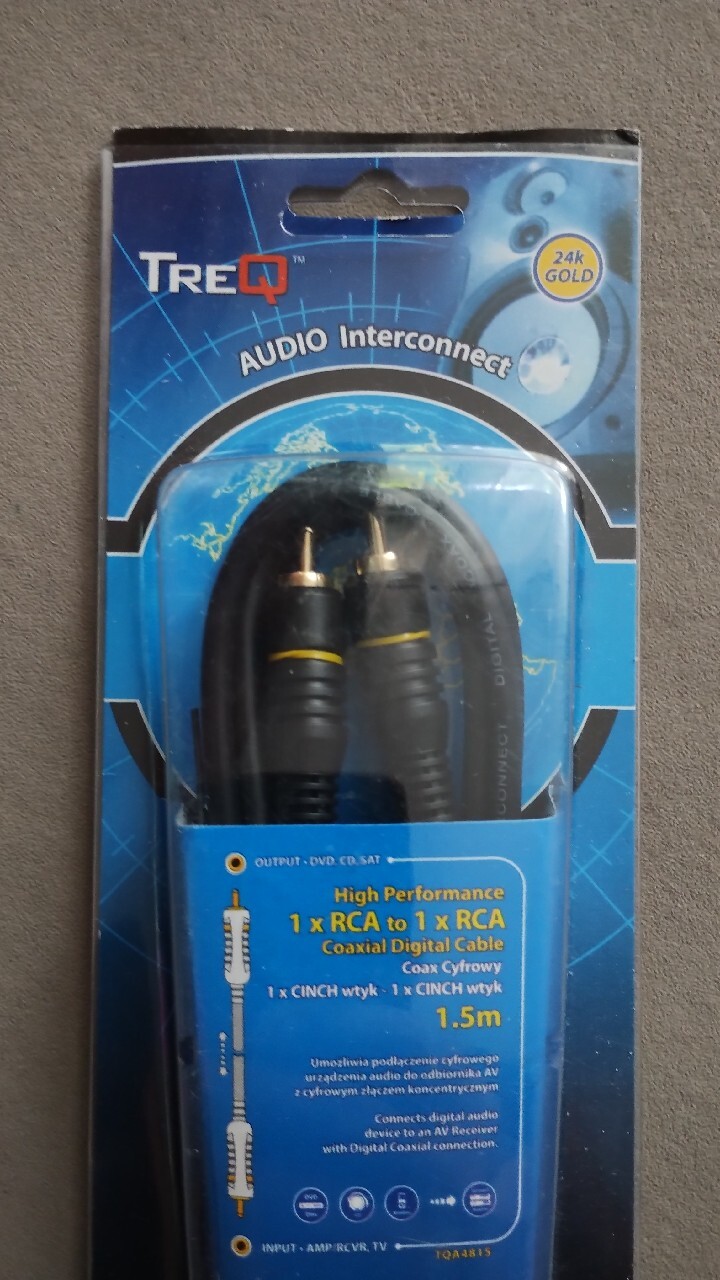 TREQ™
24k
GOLD
AUDIO Interconnect
DIGITAL
CONNECT
OUTPUT • DVD, CD, SAT
High Performance
1 x RCA to 1 x RCA
Coaxial Digital Cable
Coax Cyfrowy
1 x CINCH wtyk - 1 x CINCH wtyk
1.5m
Umożliwia podłączenie cyfrowego
urządzenia audio do odbiornika AV
z cyfrowym złączem koncentrycznym
Connects digital audio
device to an AV Receiver
with Digital Coaxial connection.
DVD
INPUT • AMP/RCVR, TV
TQA4815